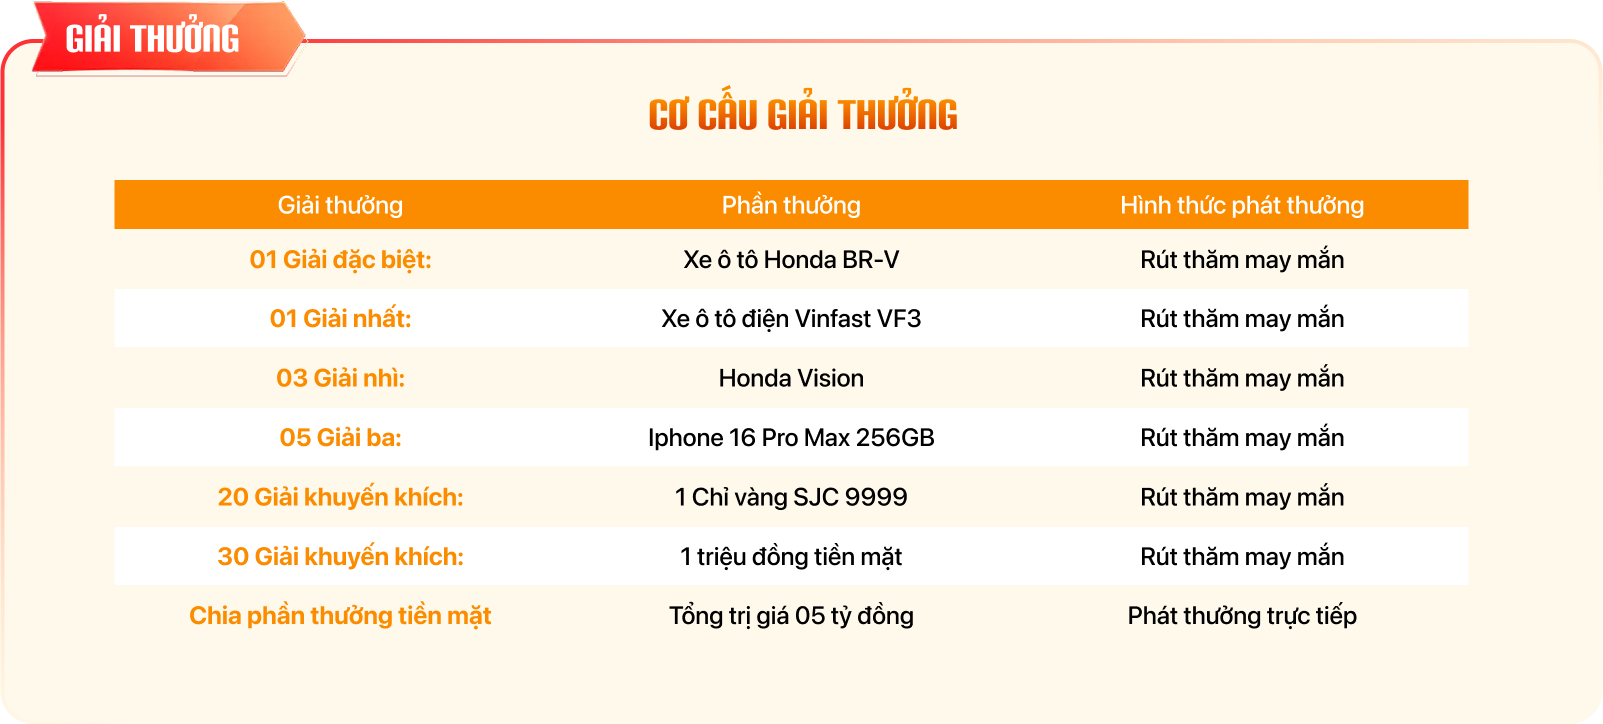 GIẢI THƯỞNG
CƠ CẤU GIẢI THƯỞNG
Giải thưởng Phần thưởng Hình thức phát thưởng
01 Giải đặc biệt: Xe ô tô Honda BR-V Rút thăm may mắn
01 Giải nhất: Xe ô tô điện Vinfast VF3 Rút thăm may mắn
03 Giải nhì: Honda Vision Rút thăm may mắn
05 Giải ba: Iphone 16 Pro Max 256GB Rút thăm may mắn
20 Giải khuyến khích: 1 Chỉ vàng SJC 9999 Rút thăm may mắn
30 Giải khuyến khích: 1 triệu đồng tiền mặt Rút thăm may mắn
Chia phần thưởng tiền mặt Tổng trị giá 05 tỷ đồng Phát thưởng trực tiếp